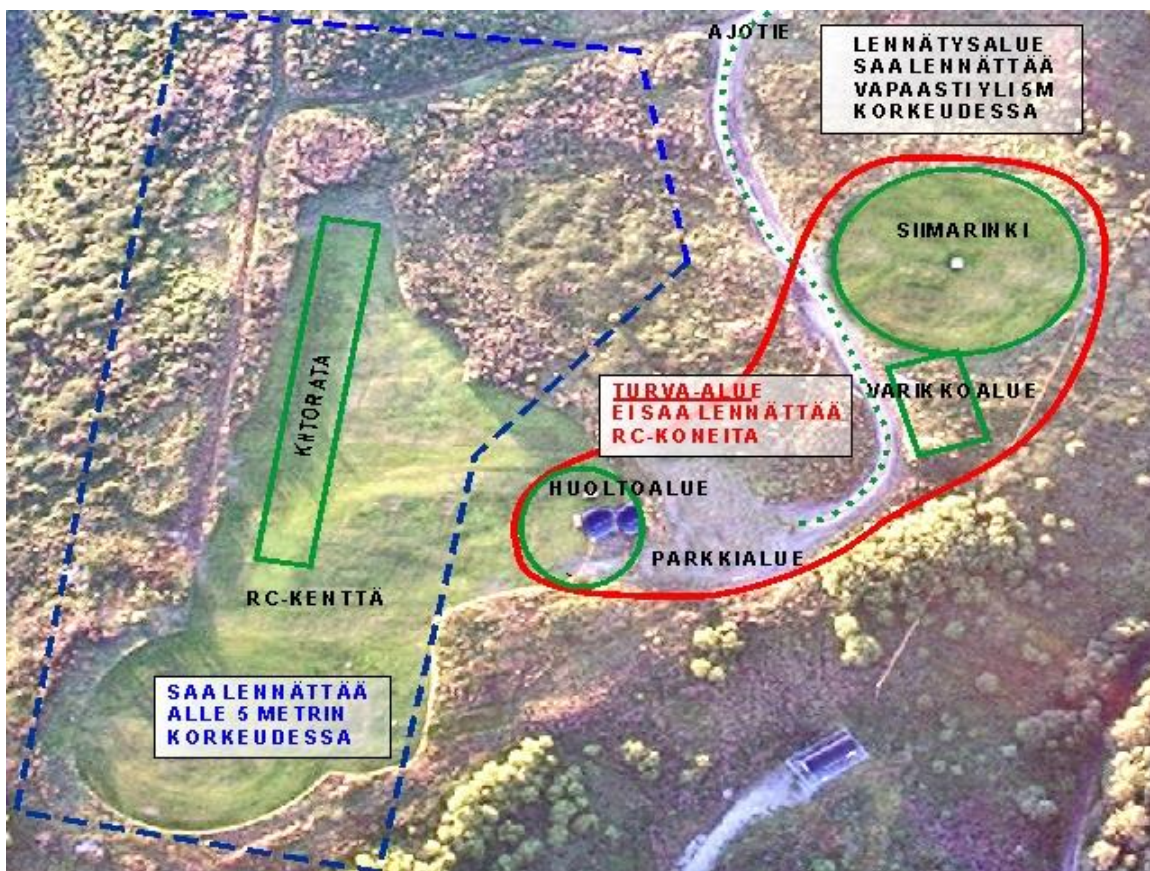 AJOTIE
LENNÄTYSALUE
SAA LENNÄTTÄÄ
VAPAASTI YLI 5M
KORKEUDESSA
SIIMARINKI
KIITORATA
TURVA-ALUE
EI SAA LENNÄTTÄÄ
RC-KONEITA
VARIKKOALUE
HUOLTOALUE
PARKKIALUE
RC-KENTTÄ
SAA LENNÄTTÄÄ
ALLE 5 METRIN
KORKEUDESSA